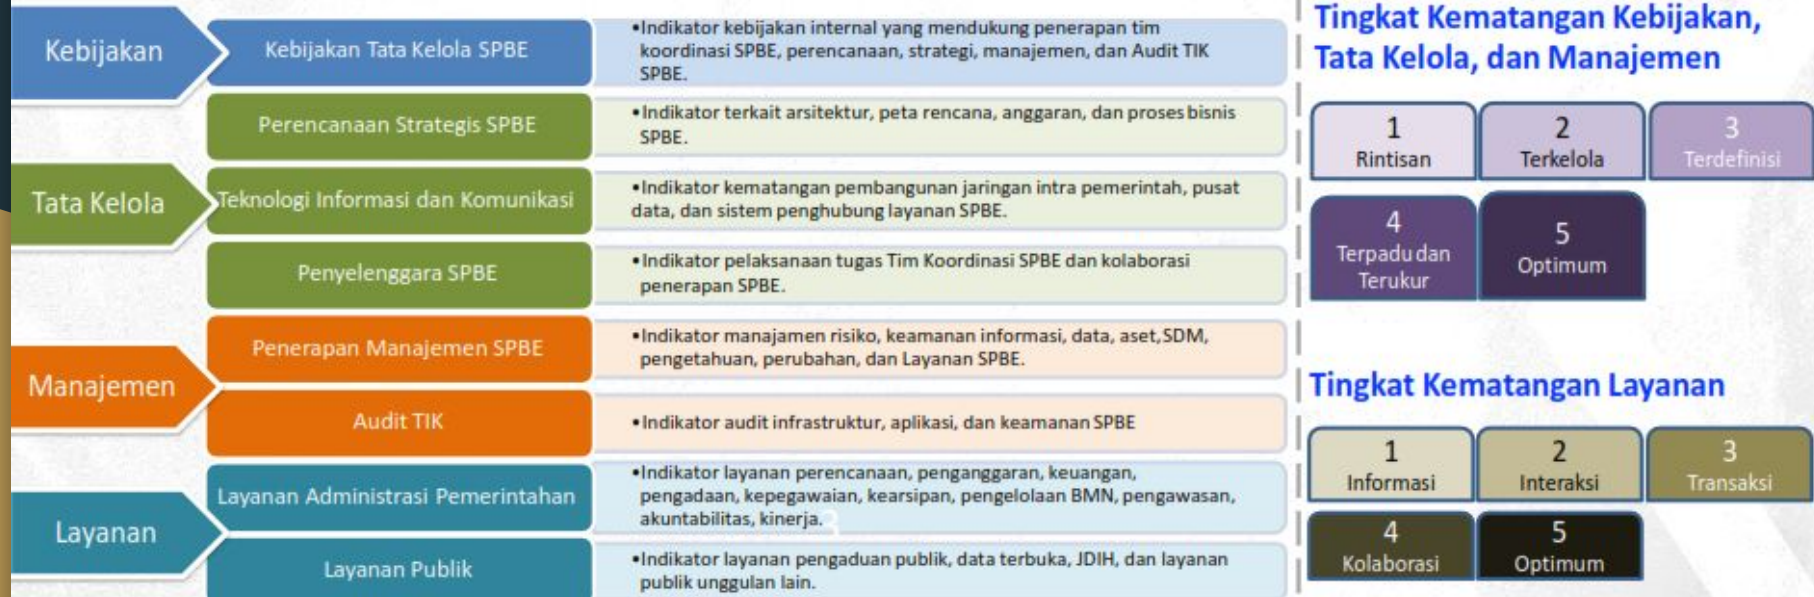 Kebijakan
Kebijakan Tata Kelola SPBE
•Indikator kebijakan internal yang mendukung penerapan tim
koordinasi SPBE, perencanaan, strategi, manajemen, dan Audit TIK
SPBE.
Tata Kelola
Perencanaan Strategis SPBE
•Indikator terkait arsitektur, peta rencana, anggaran, dan proses bisnis
SPBE.
Teknologi Informasi dan Komunikasi
•Indikator kematangan pembangunan jaringan intra pemerintah, pusat
data, dan sistem penghubung layanan SPBE.
Penyelenggara SPBE
•Indikator pelaksanaan tugas Tim Koordinasi SPBE dan kolaborasi
penerapan SPBE.
Manajemen
Penerapan Manajemen SPBE
•Indikator manajamen risiko, keamanan informasi, data, aset, SDM,
pengetahuan, perubahan, dan Layanan SPBE.
Audit TIK
•Indikator audit infrastruktur, aplikasi, dan keamanan SPBE
Layanan
Layanan Administrasi Pemerintahan
•Indikator layanan perencanaan, penganggaran, keuangan,
pengadaan, kepegawaian, kearsipan, pengelolaan BMN, pengawasan,
akuntabilitas, kinerja.
3
Layanan Publik
•Indikator layanan pengaduan publik, data terbuka, JDIH, dan layanan
publik unggulan lain.
Tingkat Kematangan Kebijakan,
Tata Kelola, dan Manajemen
1
Rintisan
2
Terkelola
3
Terdefinisi
4
Terpadu dan
Terukur
5
Optimum
Tingkat Kematangan Layanan
1
Informasi
2
Interaksi
3
Transaksi
4
Kolaborasi
5
Optimum